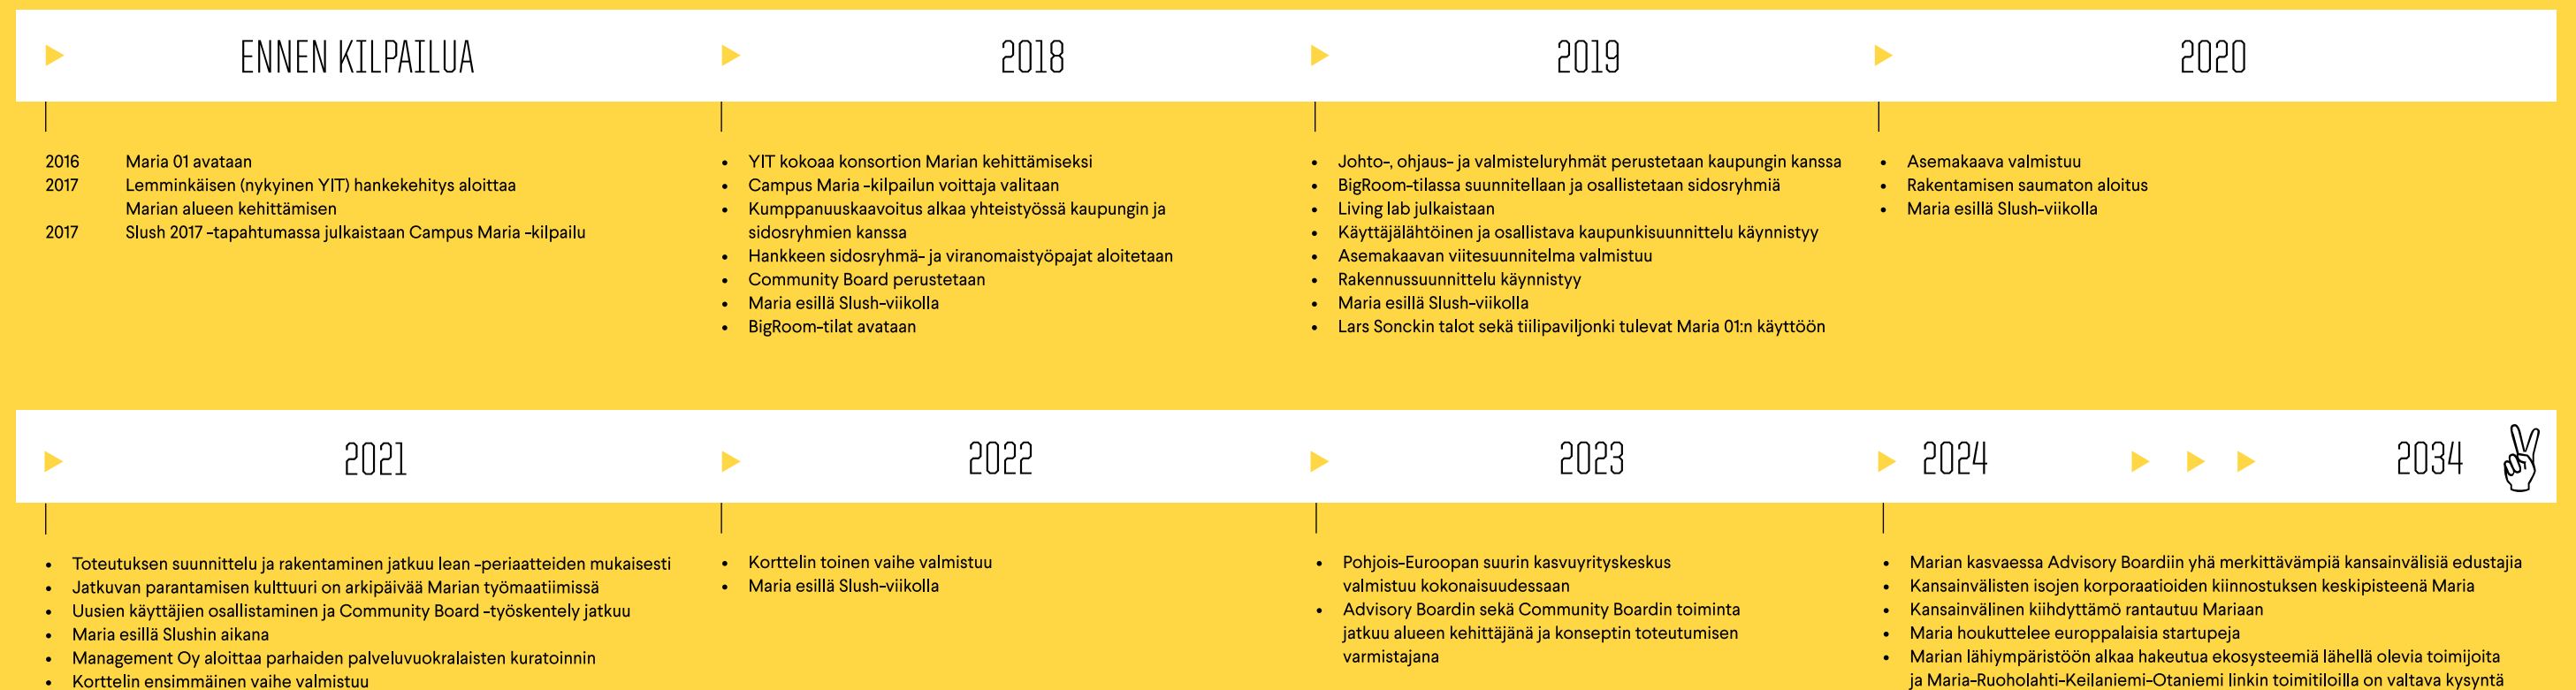 ENNEN KILPAILUA
2016 Maria 01 avataan
2017 Lemminkäisen (nykyinen YIT) hankekehitys aloittaa
Marian alueen kehittämisen
2017 Slush 2017 -tapahtumassa julkaistaan Campus Maria -kilpailu
2018
• YIT kokoaa konsortion Marian kehittämiseksi
• Campus Maria -kilpailun voittaja valitaan
• Kumppanuuskaavoitus alkaa yhteistyössä kaupungin ja
sidosryhmien kanssa
• Hankkeen sidosryhmä- ja viranomaistyöpajat aloitetaan
• Community Board perustetaan
• Maria esillä Slush-viikolla
• BigRoom-tilat avataan
2019
• Johto-, ohjaus- ja valmisteluryhmät perustetaan kaupungin kanssa
• BigRoom-tilassa suunnitellaan ja osallistetaan sidosryhmiä
• Living lab julkaistaan
• Käyttäjälähtöinen ja osallistava kaupunkisuunnittelu käynnistyy
• Asemakaavan viitesuunnitelma valmistuu
• Rakennussuunnittelu käynnistyy
• Maria esillä Slush-viikolla
• Lars Sonckin talot sekä tiilipaviljonki tulevat Maria 01:n käyttöön
2020
• Asemakaava valmistuu
• Rakentamisen saumaton aloitus
• Maria esillä Slush-viikolla
2021
• Toteutuksen suunnittelu ja rakentaminen jatkuu lean -periaatteiden mukaisesti
• Jatkuvan parantamisen kulttuuri on arkipäivää Marian työmaatiimissä
• Uusien käyttäjien osallistaminen ja Community Board -työskentely jatkuu
• Maria esillä Slushin aikana
• Management Oy aloittaa parhaiden palveluvuokralaisten kuratoinnin
• Korttelin ensimmäinen vaihe valmistuu
2022
• Korttelin toinen vaihe valmistuu
• Maria esillä Slush-viikolla
2023
• Pohjois-Euroopan suurin kasvuyrityskeskus
valmistuu kokonaisuudessaan
• Advisory Boardin sekä Community Boardin toiminta
jatkuu alueen kehittäjänä ja konseptin toteutumisen
varmistajana
2024 2034
• Marian kasvaessa Advisory Boardiin yhä merkittävämpiä kansainvälisiä edustajia
• Kansainvälisten isojen korporaatioiden kiinnostuksen keskipisteenä Maria
• Kansainvälinen kiihdyttämö rantautuu Mariaan
• Maria houkuttelee europpalaisia startupeja
• Marian lähiympäristöön alkaa hakeutua ekosysteemiä lähellä olevia toimijoita
ja Maria-Ruoholahti-Keilaniemi-Otaniemi linkin toimitiloilla on valtava kysyntä